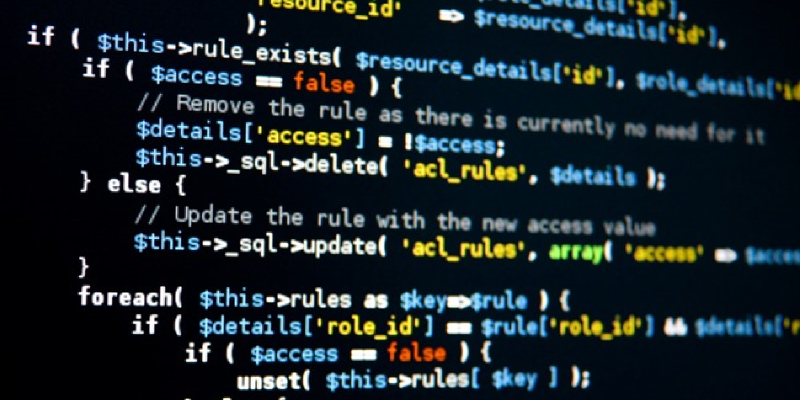 'resource_id' => $resource_details['id'],
);
if ( $this->rule_exists( $resource_details['id'], $role_details['id
if ( $access == false ) {
// Remove the rule as there is currently no need for it
$details['access'] = !$access;
$this->_sql->delete( 'acl_rules', $details );
} else {
// Update the rule with the new access value
$this->_sql->update( 'acl_rules', array( 'access' => $access
}
foreach( $this->rules as $key=>$rule ) {
if ( $details['role_id'] == $rule['role_id'] && $details['r
if ( $access == false ) {
unset( $this->rules[ $key ] );